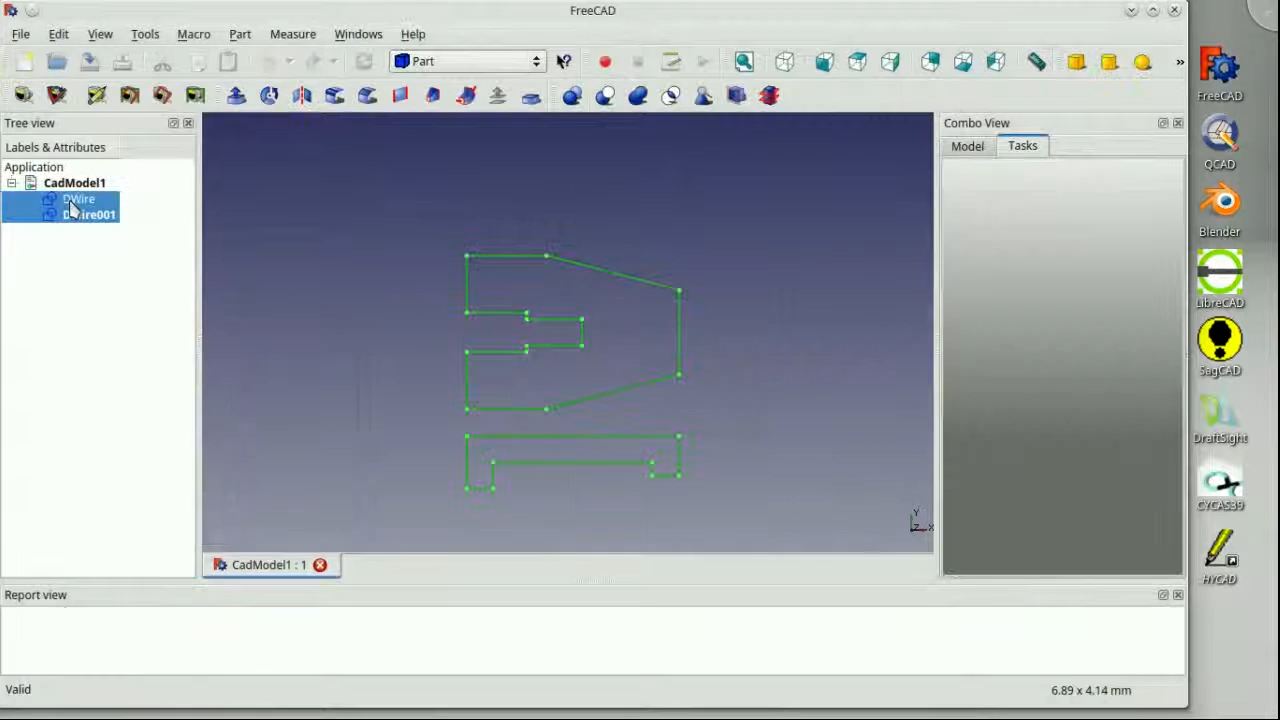 FreeCAD
File Edit View Tools Macro Part Measure Windows Help
Part
»
Tree view
Combo View
Labels & Attributes
Model Tasks
Application
CadModel1
DWire
DWire001
Y
Z X
CadModel1 : 1
Report view
Valid
6.89 x 4.14 mm
FreeCAD
QCAD
Blender
LibreCAD
SagCAD
DraftSight
CYCAS39
HYCAD